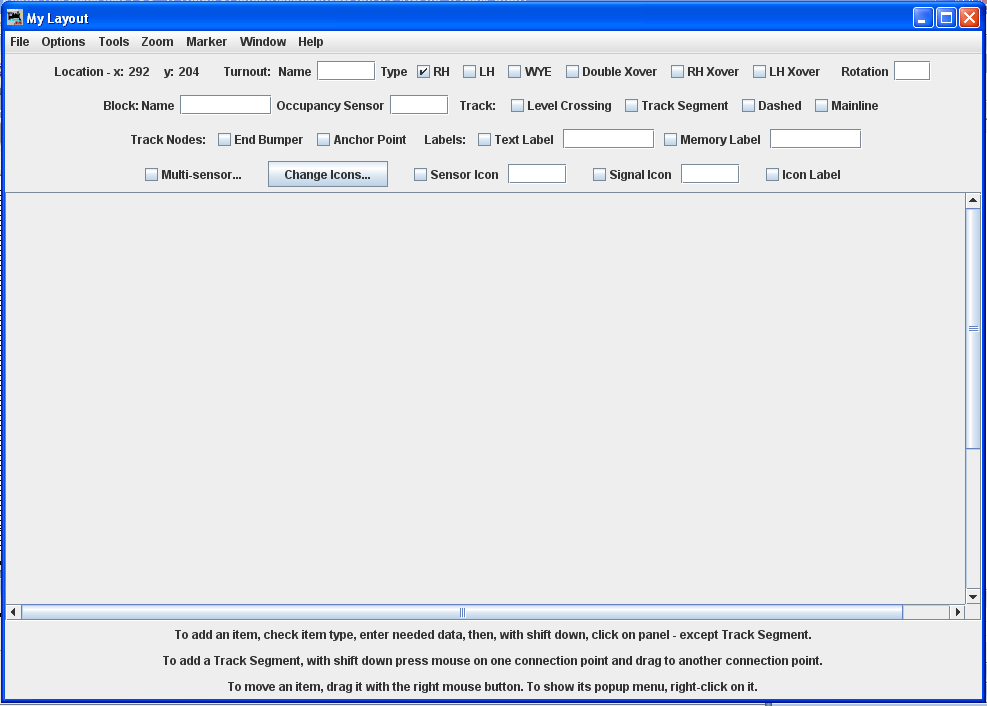 My Layout
File Options Tools Zoom Marker Window Help
Location - x: 292 y: 204 Turnout: Name Type RH LH WYE Double Xover RH Xover LH Xover Rotation
Block: Name Occupancy Sensor Track: Level Crossing Track Segment Dashed Mainline
Track Nodes: End Bumper Anchor Point Labels: Text Label Memory Label
Multi-sensor... Change Icons... Sensor Icon Signal Icon Icon Label
To add an item, check item type, enter needed data, then, with shift down, click on panel - except Track Segment.
To add a Track Segment, with shift down press mouse on one connection point and drag to another connection point.
To move an item, drag it with the right mouse button. To show its popup menu, right-click on it.